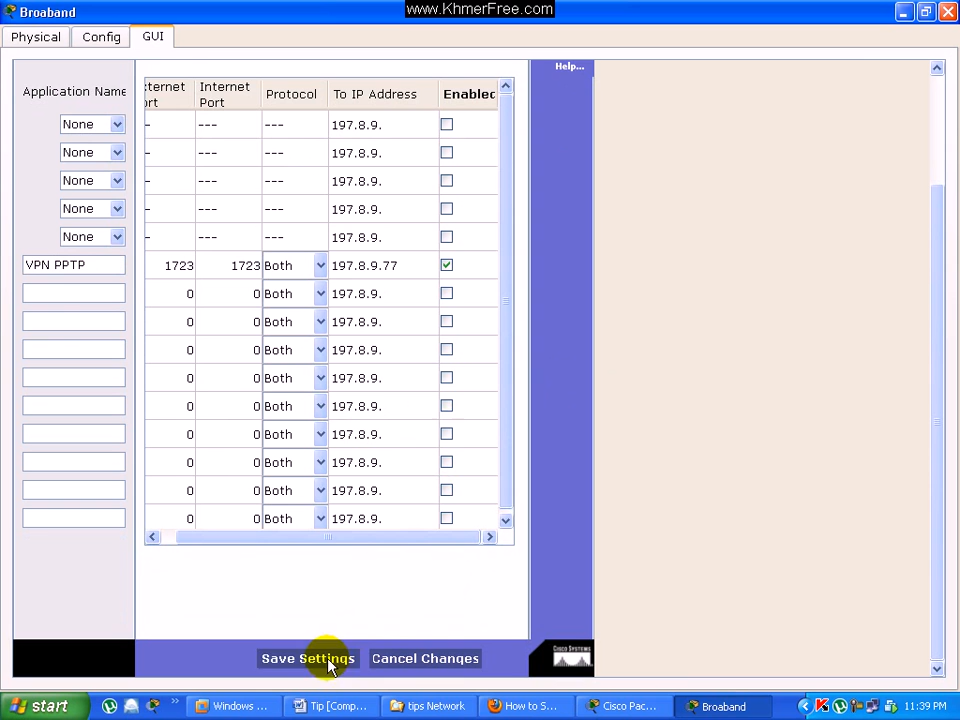 Broaband
www.KhmerFree.com
Physical
Config
GUI
Help...
Application Name
xternet Port
Internet Port
Protocol
To IP Address
Enabled
None
--- --- 197.8.9.
None
--- --- 197.8.9.
None
--- --- 197.8.9.
None
--- --- 197.8.9.
None
--- --- 197.8.9.
VPN PPTP 1723 1723 Both 197.8.9.77
0 0 Both 197.8.9.
0 0 Both 197.8.9.
0 0 Both 197.8.9.
0 0 Both 197.8.9.
0 0 Both 197.8.9.
0 0 Both 197.8.9.
0 0 Both 197.8.9.
0 0 Both 197.8.9.
0 0 Both 197.8.9.
Save Settings
Cancel Changes
CISCO SYSTEMS
start
Windows ...
Tip [Comp...
tips Network
How to S...
Cisco Pac...
Broaband
11:39 PM